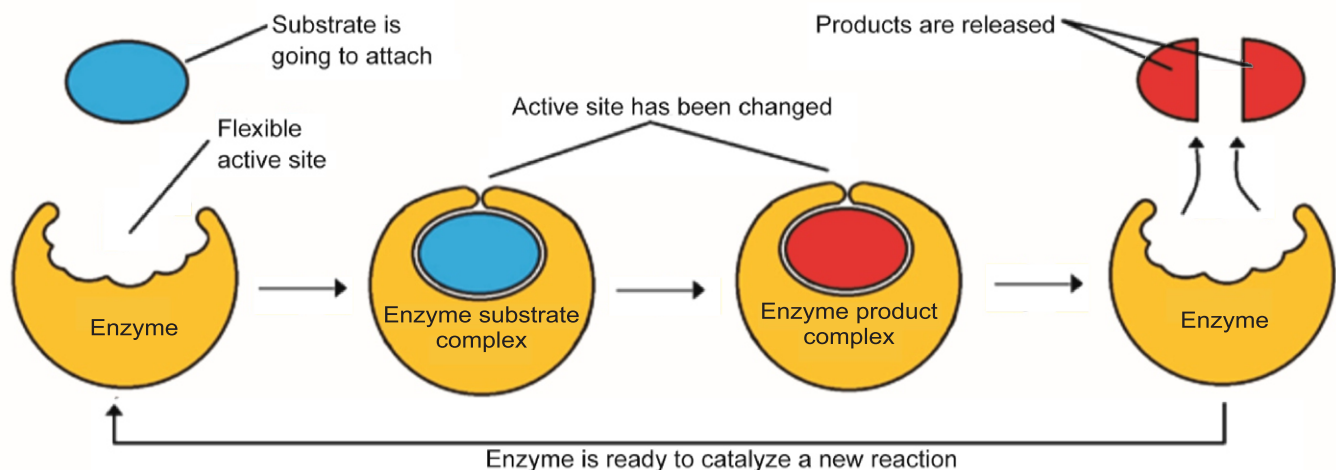 Substrate is
going to attach
Products are released
Active site has been changed
Flexible
active site
Enzyme
Enzyme substrate
complex
Enzyme product
complex
Enzyme
Enzyme is ready to catalyze a new reaction